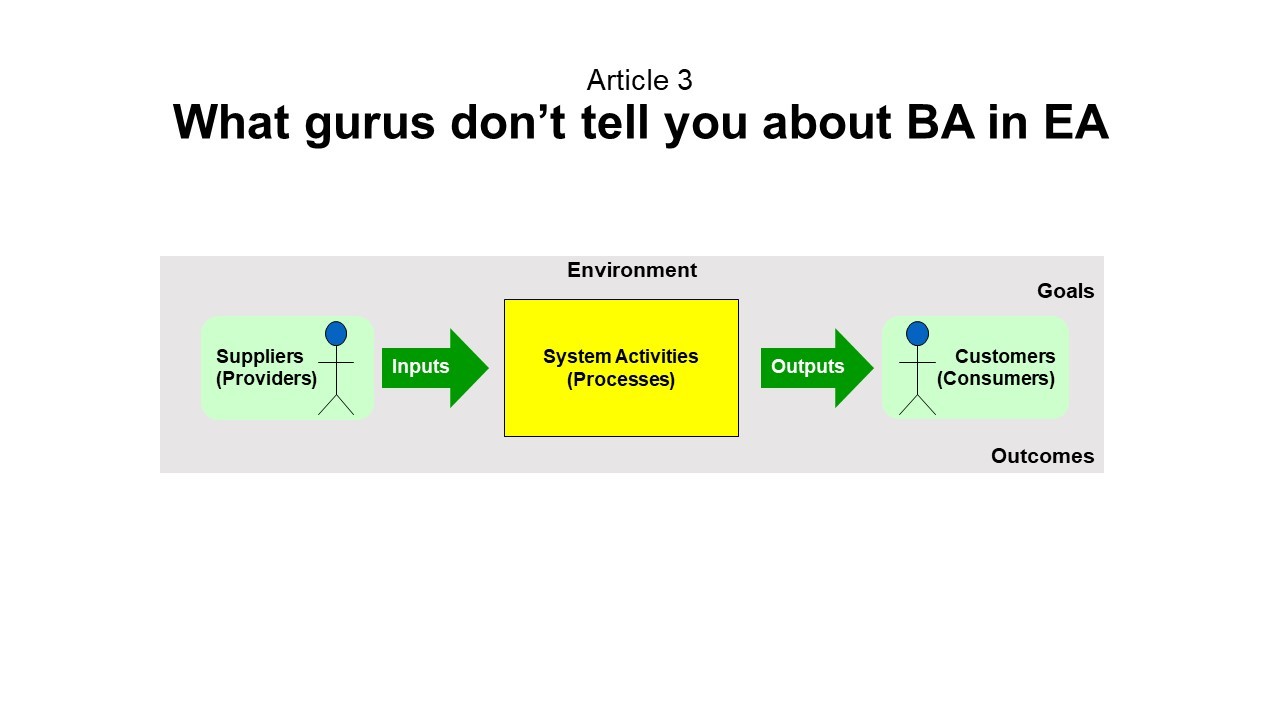 Article 3
What gurus don’t tell you about BA in EA
Environment
Goals
Suppliers
(Providers)
Inputs
System Activities
(Processes)
Outputs
Customers
(Consumers)
Outcomes